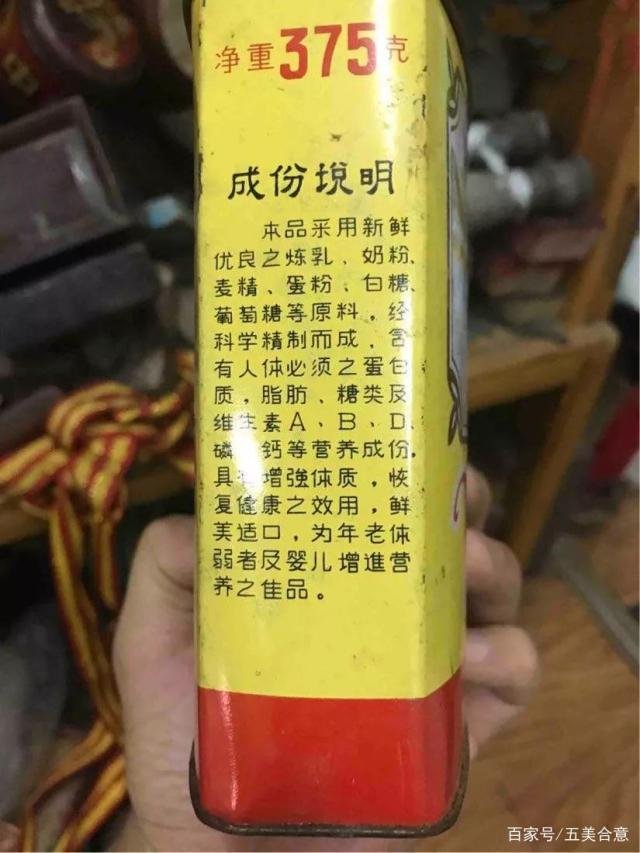 净重375克
成份説明
本品采用新鲜
优良之炼乳、奶粉、
麦精、蛋粉、白糖、
葡萄糖等原料，经
科学精制而成，含
有人体必须之蛋白
质，脂肪、糖类及
维生素A、B、D、
磷、钙等营养成份，
具有增強体质，恢
复健康之效用，鲜
美适口，为年老体
弱者及婴儿增進营
养之佳品。
百家号/五美合意